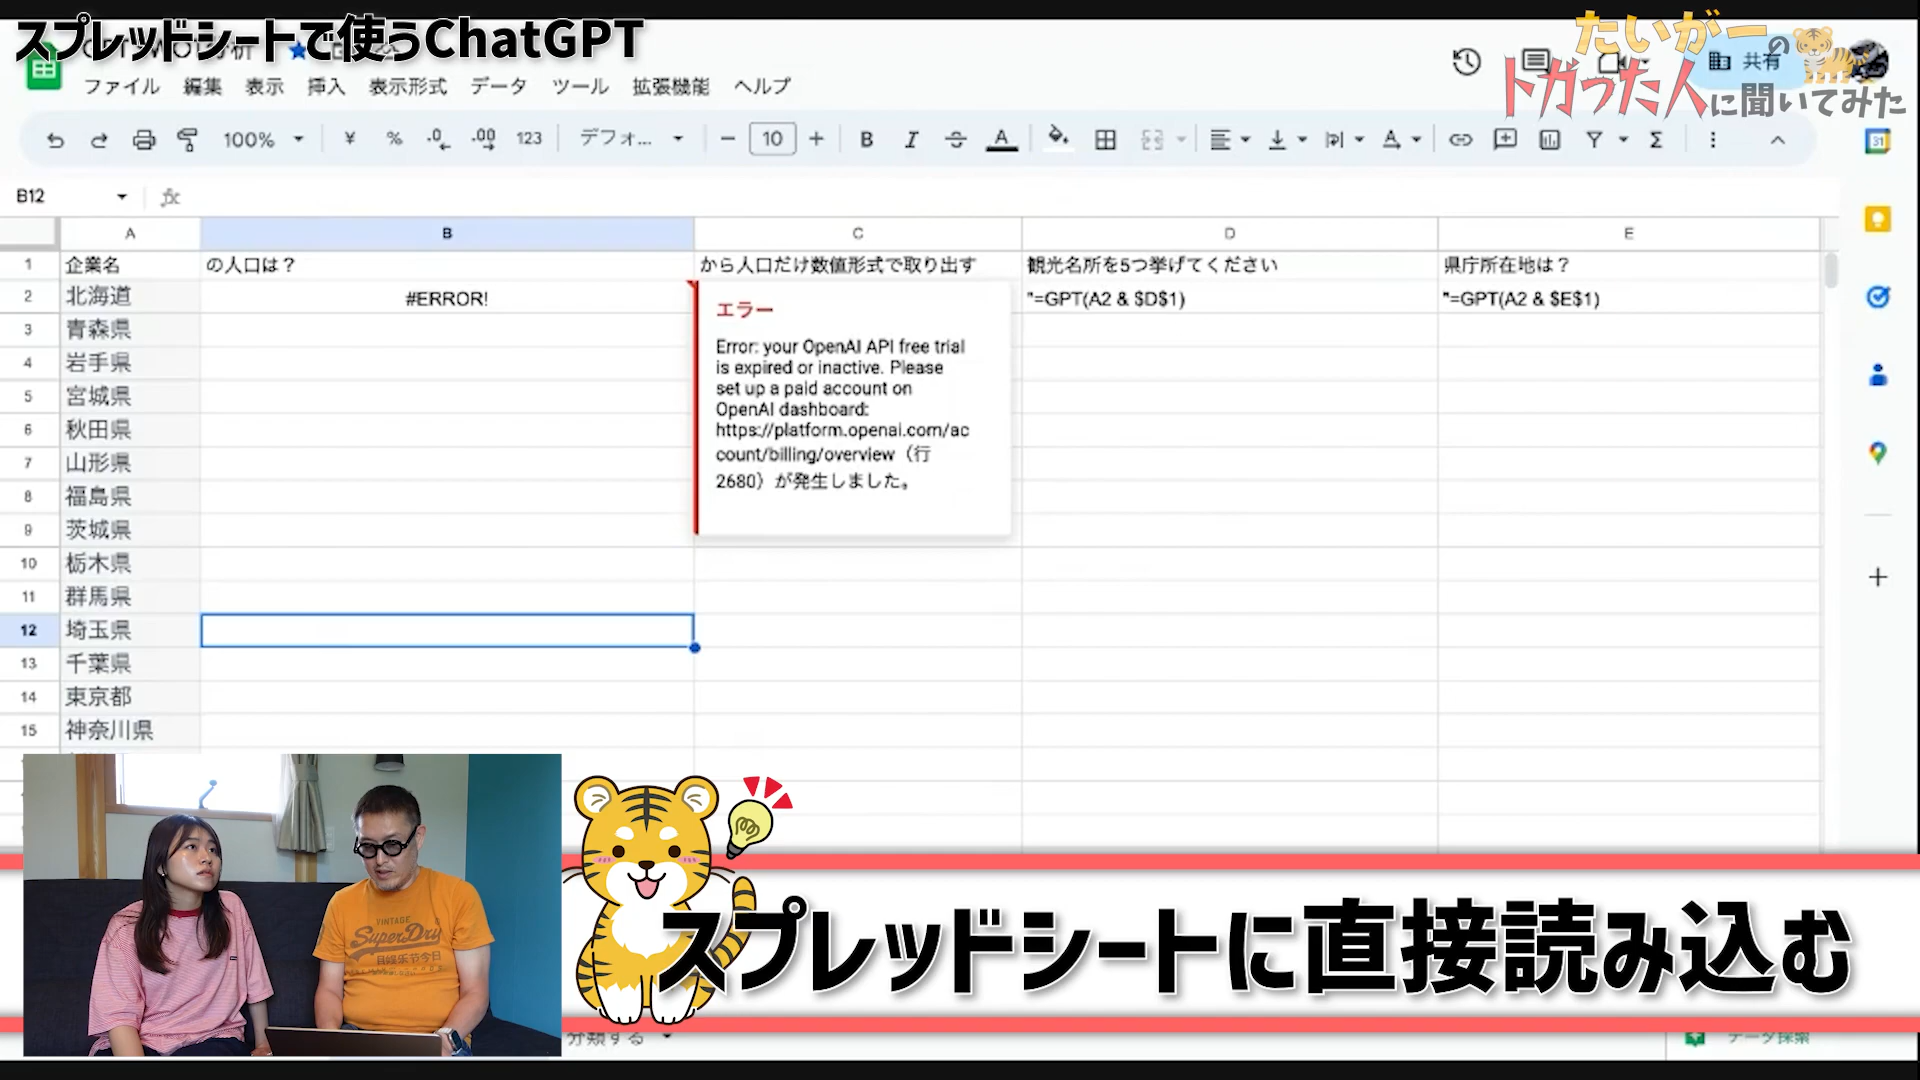 スプレッドシートで使うChatGPT
たいがーの
トガった人に聞いてみた
共有
ファイル 編集 表示 挿入 表示形式 データ ツール 拡張機能 ヘルプ
100% ¥ % .0 .00 123 デフォ... 10 B I A Σ
31
B12 fx
A B C D E
1 企業名 の人口は？ から人口だけ数値形式で取り出す 観光名所を5つ挙げてください 県庁所在地は？
2 北海道 #ERROR! "=GPT(A2 & $D$1) "=GPT(A2 & $E$1)
エラー
Error: your OpenAI API free trial
is expired or inactive. Please
set up a paid account on
OpenAI dashboard:
https://platform.openai.com/ac
count/billing/overview（行
2680）が発生しました。
3 青森県
4 岩手県
5 宮城県
6 秋田県
7 山形県
8 福島県
9 茨城県
10 栃木県
11 群馬県
12 埼玉県
13 千葉県
14 東京都
15 神奈川県
VINTAGE
SuperDry
スプレッドシートに直接読み込む
分類する
データ探索